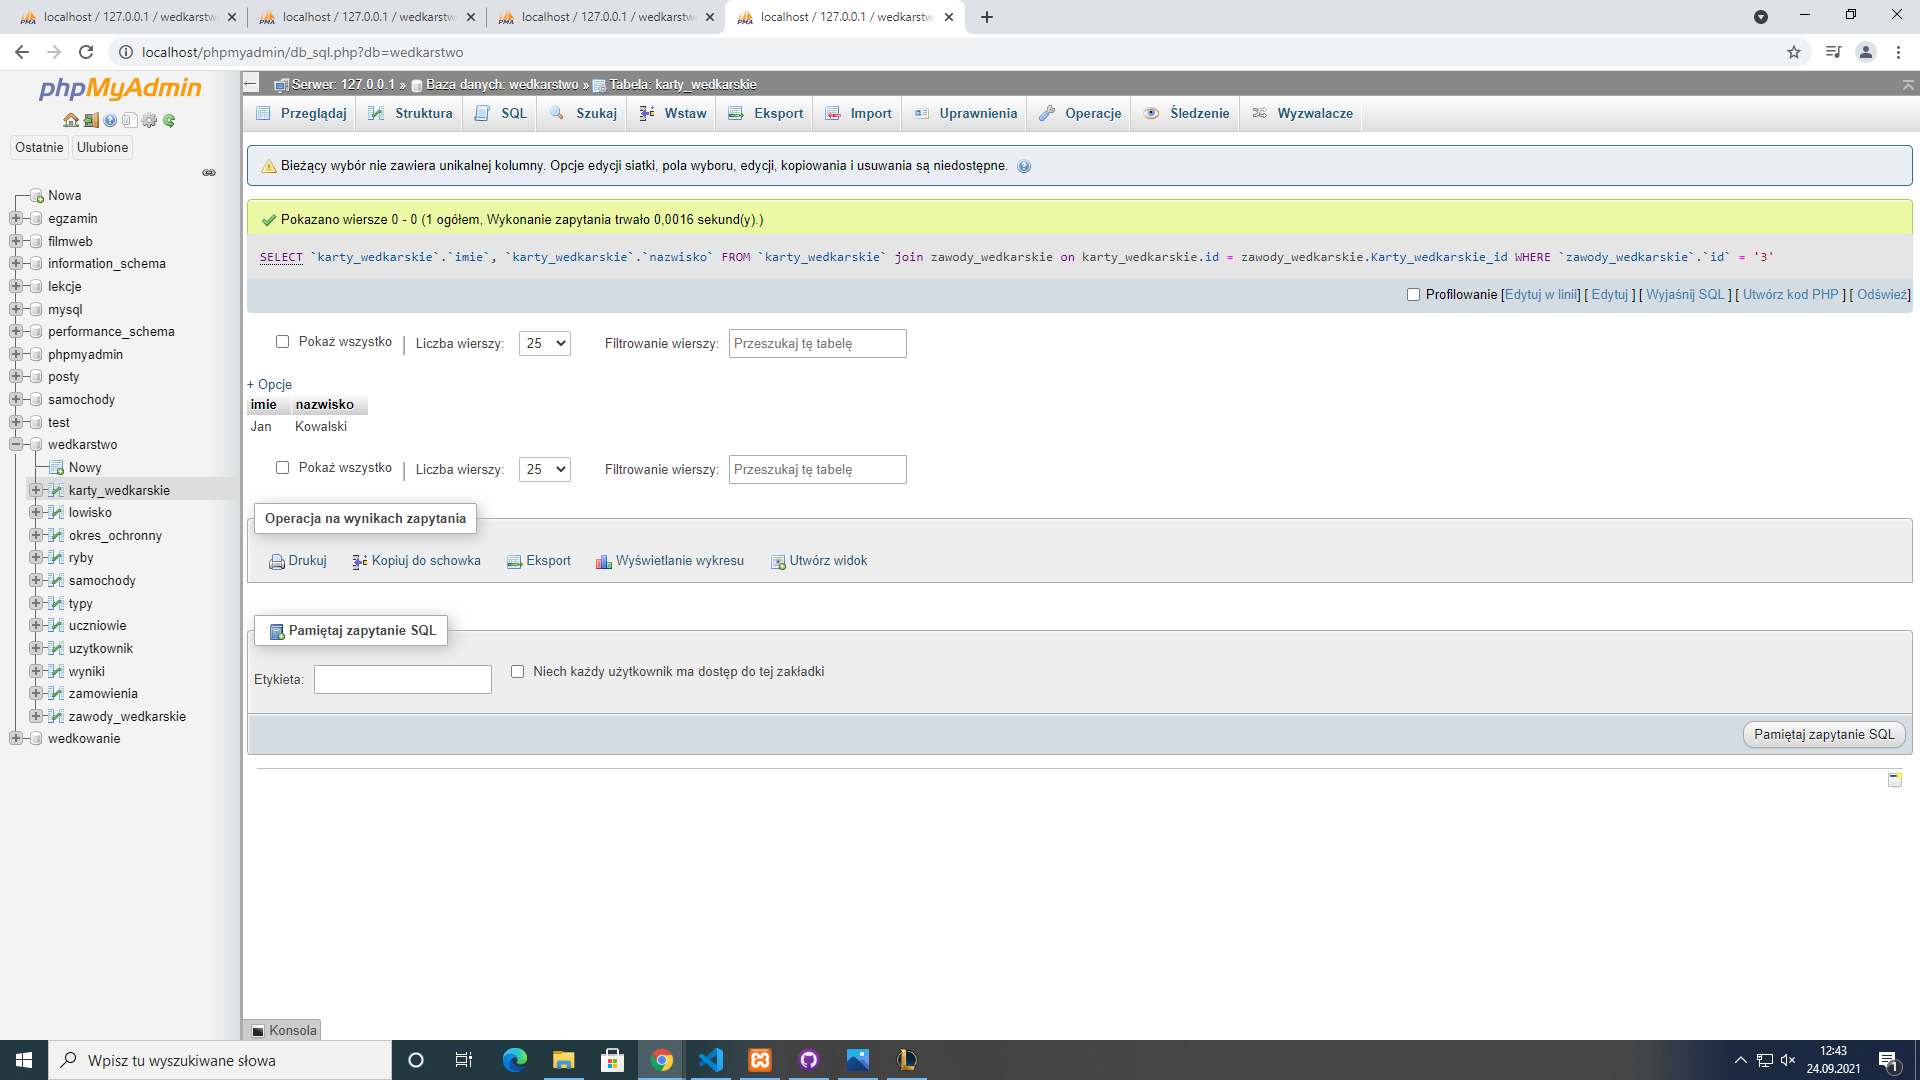 localhost / 127.0.0.1 / wedkarstw
localhost / 127.0.0.1 / wedkarstw
localhost / 127.0.0.1 / wedkarstw
localhost / 127.0.0.1 / wedkarstw
localhost/phpmyadmin/db_sql.php?db=wedkarstwo
phpMyAdmin
Ostatnie Ulubione
Nowa
egzamin
filmweb
information_schema
lekcje
mysql
performance_schema
phpmyadmin
posty
samochody
test
wedkarstwo
Nowy
karty_wedkarskie
lowisko
okres_ochronny
ryby
samochody
typy
uczniowie
uzytkownik
wyniki
zamowienia
zawody_wedkarskie
wedkowanie
Serwer: 127.0.0.1 » Baza danych: wedkarstwo » Tabela: karty_wedkarskie
Przeglądaj Struktura SQL Szukaj Wstaw Eksport Import Uprawnienia Operacje Śledzenie Wyzwalacze
Bieżący wybór nie zawiera unikalnej kolumny. Opcje edycji siatki, pola wyboru, edycji, kopiowania i usuwania są niedostępne.
Pokazano wiersze 0 - 0 (1 ogółem, Wykonanie zapytania trwało 0,0016 sekund(y).)
SELECT `karty_wedkarskie`.`imie`, `karty_wedkarskie`.`nazwisko` FROM `karty_wedkarskie` join zawody_wedkarskie on karty_wedkarskie.id = zawody_wedkarskie.Karty_wedkarskie_id WHERE `zawody_wedkarskie`.`id` = '3'
Profilowanie [Edytuj w linii] [ Edytuj ] [ Wyjaśnij SQL ] [ Utwórz kod PHP ] [ Odśwież]
Pokaż wszystko | Liczba wierszy: 25 Filtrowanie wierszy: Przeszukaj tę tabelę
+ Opcje
imie nazwisko
Jan Kowalski
Pokaż wszystko | Liczba wierszy: 25 Filtrowanie wierszy: Przeszukaj tę tabelę
Operacja na wynikach zapytania
Drukuj Kopiuj do schowka Eksport Wyświetlanie wykresu Utwórz widok
Pamiętaj zapytanie SQL
Etykieta: Niech każdy użytkownik ma dostęp do tej zakładki
Pamiętaj zapytanie SQL
Konsola
Wpisz tu wyszukiwane słowa
12:43
24.09.2021
1